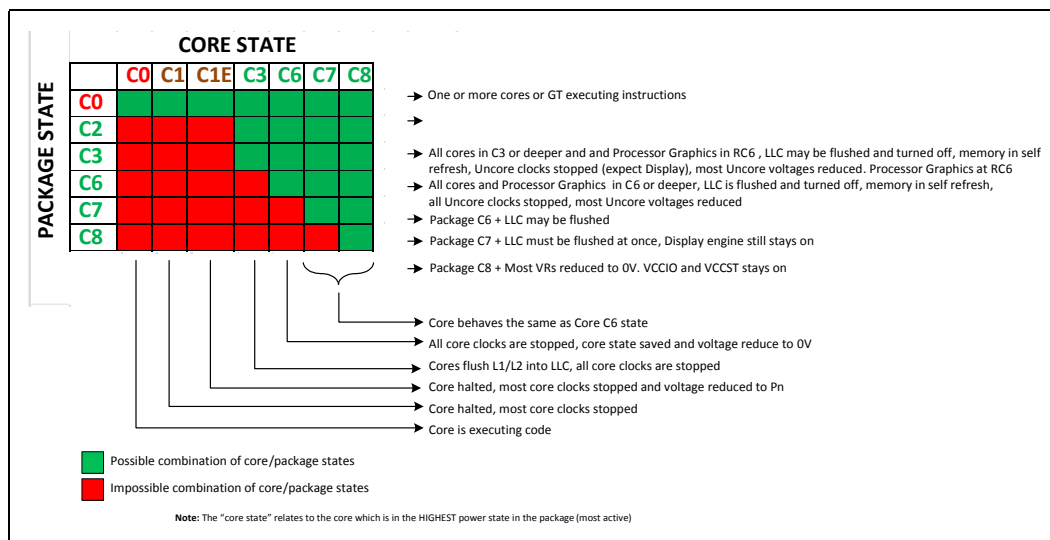 CORE STATE
PACKAGE STATE
C0 C1 C1E C3 C6 C7 C8
C0
C2
C3
C6
C7
C8
One or more cores or GT executing instructions
All cores in C3 or deeper and and Processor Graphics in RC6 , LLC may be flushed and turned off, memory in self
refresh, Uncore clocks stopped (expect Display), most Uncore voltages reduced. Processor Graphics at RC6
All cores and Processor Graphics in C6 or deeper, LLC is flushed and turned off, memory in self refresh,
all Uncore clocks stopped, most Uncore voltages reduced
Package C6 + LLC may be flushed
Package C7 + LLC must be flushed at once, Display engine still stays on
Package C8 + Most VRs reduced to 0V. VCCIO and VCCST stays on
Core behaves the same as Core C6 state
All core clocks are stopped, core state saved and voltage reduce to 0V
Cores flush L1/L2 into LLC, all core clocks are stopped
Core halted, most core clocks stopped and voltage reduced to Pn
Core halted, most core clocks stopped
Core is executing code
Possible combination of core/package states
Impossible combination of core/package states
Note: The “core state” relates to the core which is in the HIGHEST power state in the package (most active)